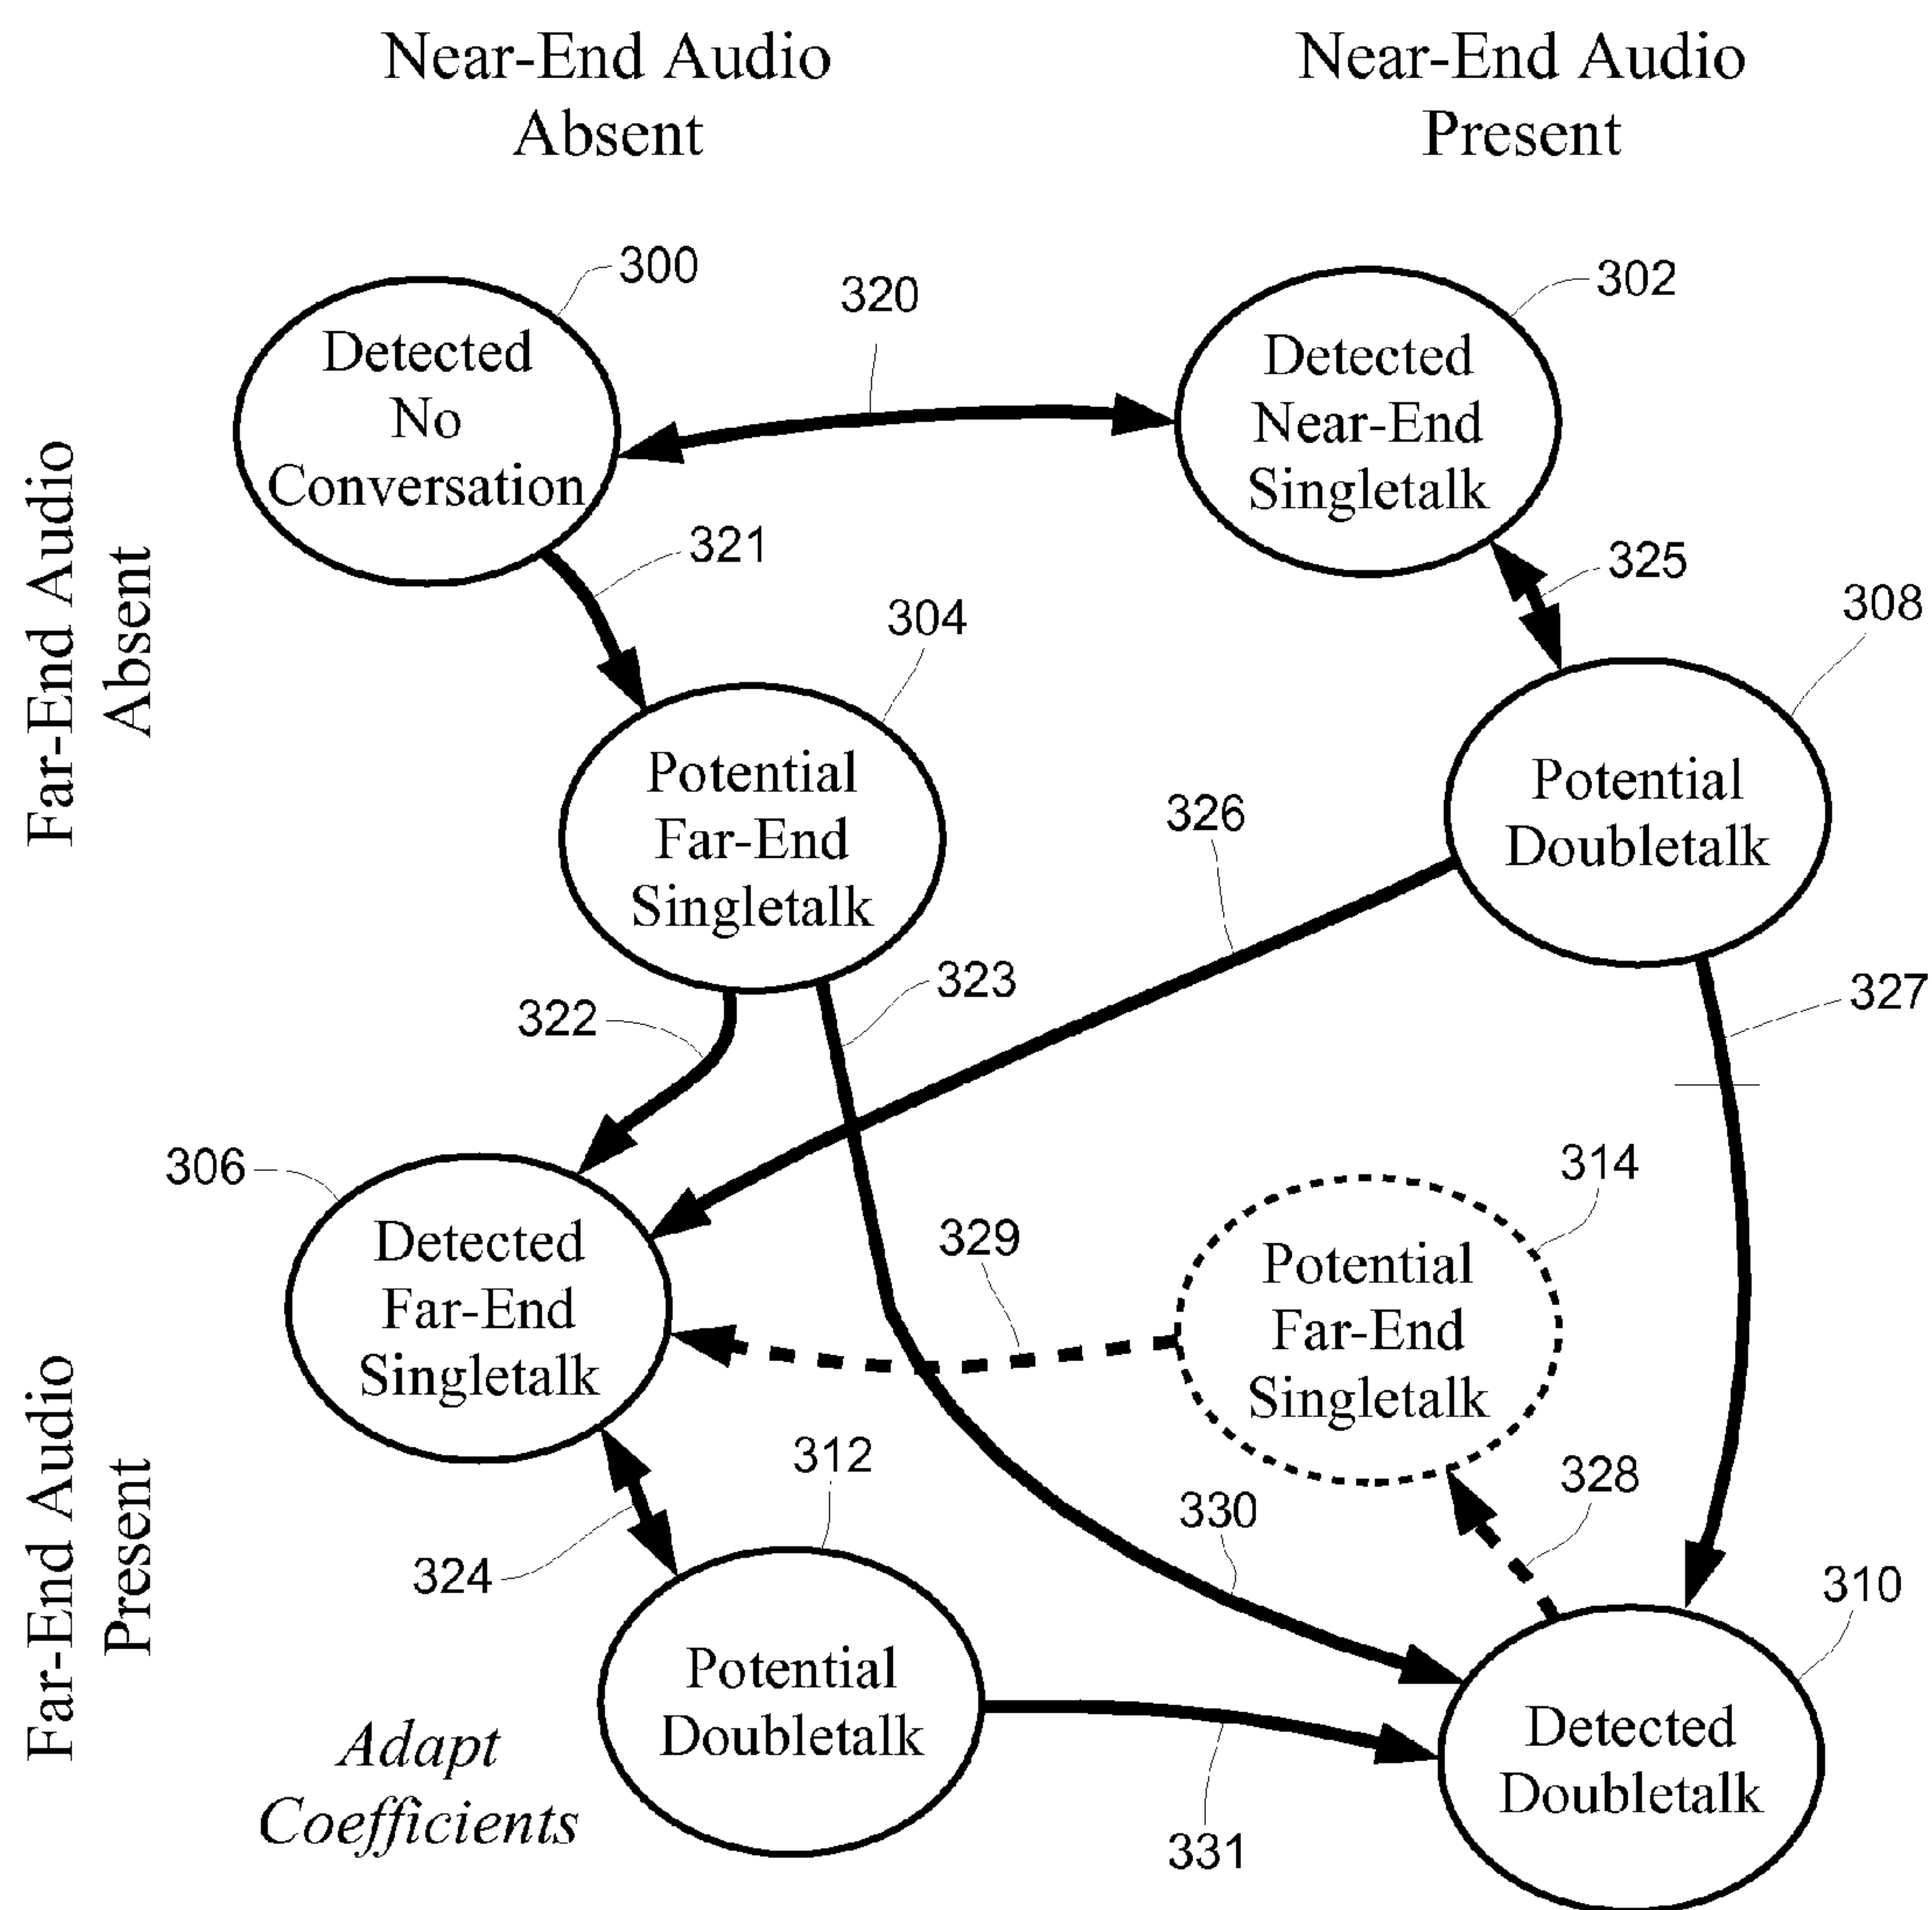 Near-End Audio
Absent
Near-End Audio
Present
Far-End Audio
Absent
Far-End Audio
Present
300
Detected
No
Conversation
320
302
Detected
Near-End
Singletalk
321
325
304
Potential
Far-End
Singletalk
308
Potential
Doubletalk
326
322
323
327
306
Detected
Far-End
Singletalk
329
314
Potential
Far-End
Singletalk
324
312
Potential
Doubletalk
330
328
310
Detected
Doubletalk
331
Adapt
Coefficients